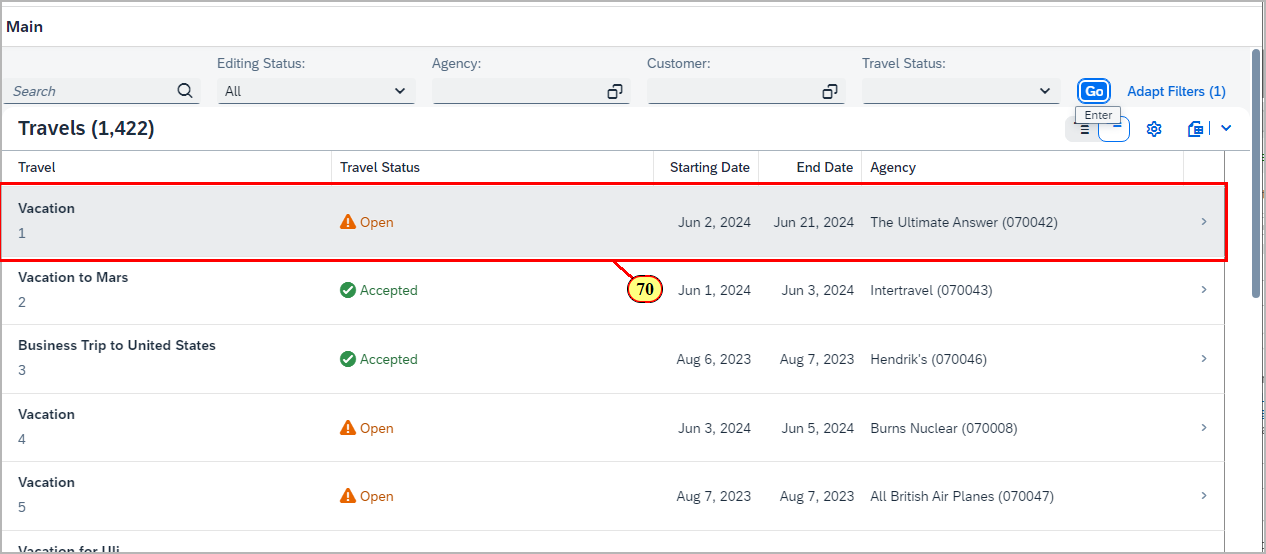 Main
Editing Status: Agency: Customer: Travel Status:
Search All Go Adapt Filters (1)
Enter
Travels (1,422)
Travel Travel Status Starting Date End Date Agency
Vacation
1 Open Jun 2, 2024 Jun 21, 2024 The Ultimate Answer (070042)
70
Vacation to Mars
2 Accepted Jun 1, 2024 Jun 3, 2024 Intertravel (070043)
Business Trip to United States
3 Accepted Aug 6, 2023 Aug 7, 2023 Hendrik's (070046)
Vacation
4 Open Jun 3, 2024 Jun 5, 2024 Burns Nuclear (070008)
Vacation
5 Open Aug 7, 2023 Aug 7, 2023 All British Air Planes (070047)
Vacation for Uli